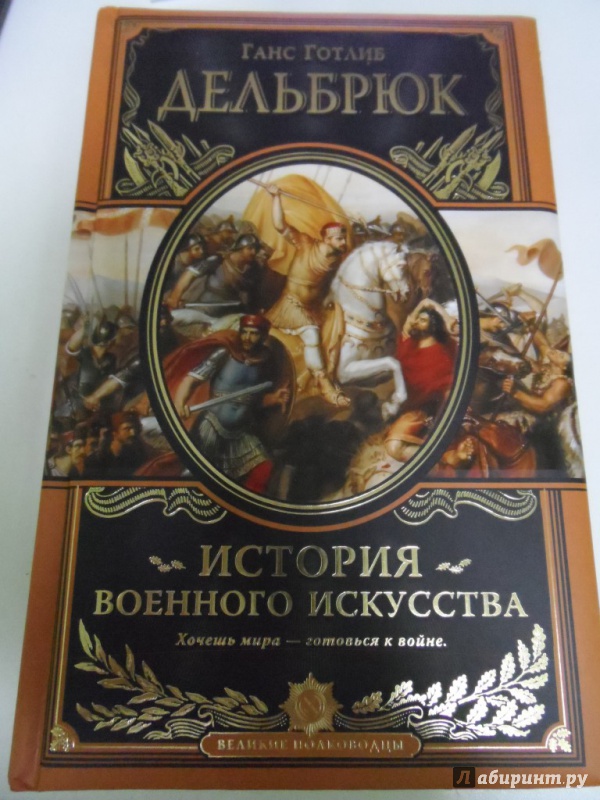 Ганс Готлиб
ДЕЛЬБРЮК
ИСТОРИЯ
ВОЕННОГО ИСКУССТВА
Хочешь мира — готовься к войне.
ВЕЛИКИЕ ПОЛКОВОДЦЫ
Лабиринт.ру